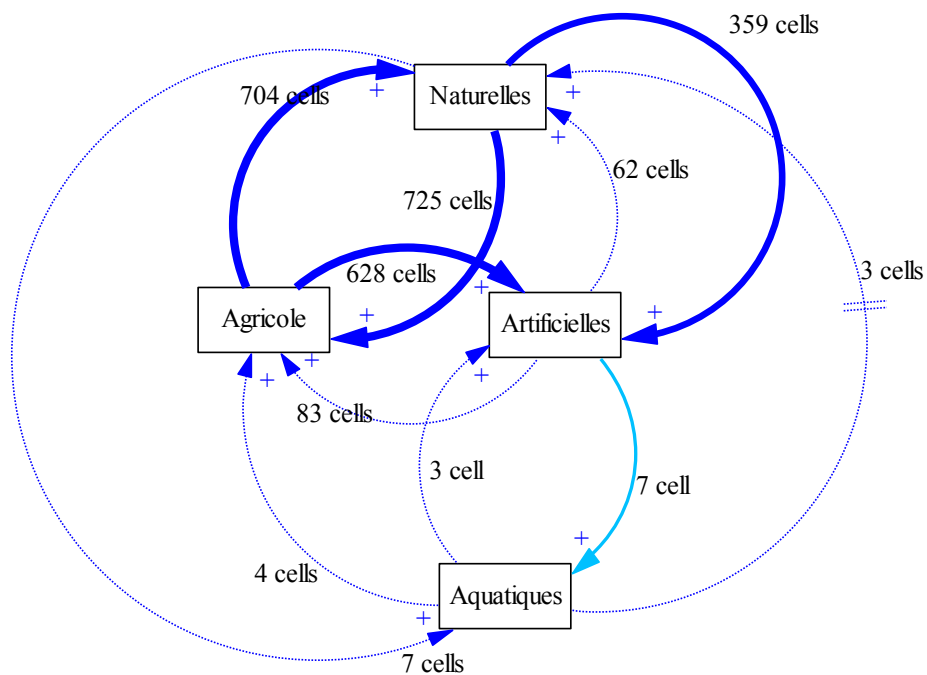 359 cells
Naturelles
704 cells
+
+
+
62 cells
725 cells
3 cells
628 cells
+
Agricole
+
Artificielles
+
+
+
+
83 cells
3 cell
7 cell
+
4 cells
Aquatiques
+
7 cells